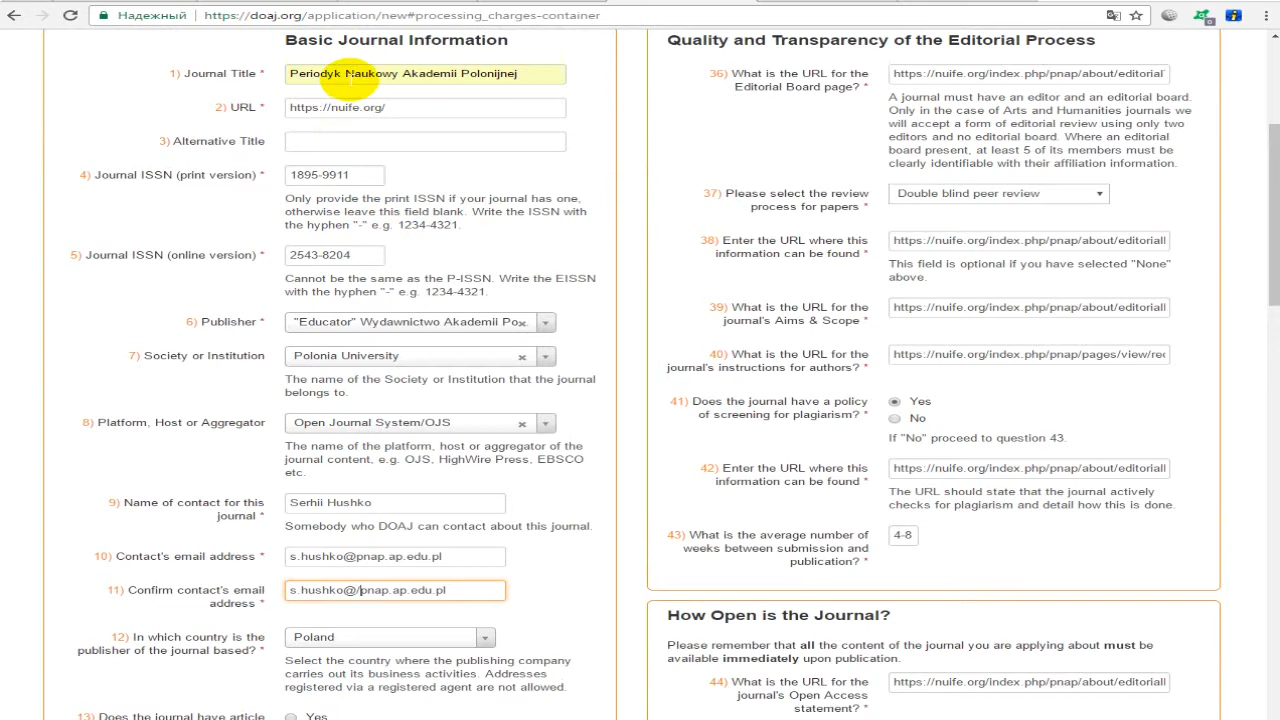 Надежный
https://doaj.org/application/new#processing_charges-container
Basic Journal Information
1) Journal Title *
Periodyk Naukowy Akademii Polonijnej
2) URL *
https://nuife.org/
3) Alternative Title
4) Journal ISSN (print version) *
1895-9911
Only provide the print ISSN if your journal has one,
otherwise leave this field blank. Write the ISSN with
the hyphen "-" e.g. 1234-4321.
5) Journal ISSN (online version) *
2543-8204
Cannot be the same as the P-ISSN. Write the EISSN
with the hyphen "-" e.g. 1234-4321.
6) Publisher *
"Educator" Wydawnictwo Akademii Po...
7) Society or Institution
Polonia University
The name of the Society or Institution that the journal
belongs to.
8) Platform, Host or Aggregator
Open Journal System/OJS
The name of the platform, host or aggregator of the
journal content, e.g. OJS, HighWire Press, EBSCO
etc.
9) Name of contact for this
journal *
Serhii Hushko
Somebody who DOAJ can contact about this journal.
10) Contact's email address *
s.hushko@pnap.ap.edu.pl
11) Confirm contact's email
address *
s.hushko@/pnap.ap.edu.pl
12) In which country is the
publisher of the journal based? *
Poland
Select the country where the publishing company
carries out its business activities. Addresses
registered via a registered agent are not allowed.
13) Does the journal have article
Yes
Quality and Transparency of the Editorial Process
36) What is the URL for the
Editorial Board page? *
https://nuife.org/index.php/pnap/about/editorial
A journal must have an editor and an editorial board.
Only in the case of Arts and Humanities journals we
will accept a form of editorial review using only two
editors and no editorial board. Where an editorial
board present, at least 5 of its members must be
clearly identifiable with their affiliation information.
37) Please select the review
process for papers *
Double blind peer review
38) Enter the URL where this
information can be found *
https://nuife.org/index.php/pnap/about/editoriall
This field is optional if you have selected "None"
above.
39) What is the URL for the
journal's Aims & Scope *
https://nuife.org/index.php/pnap/about/editoriall
40) What is the URL for the
journal's instructions for authors? *
https://nuife.org/index.php/pnap/pages/view/rec
41) Does the journal have a policy
of screening for plagiarism? *
Yes
No
If "No" proceed to question 43.
42) Enter the URL where this
information can be found *
https://nuife.org/index.php/pnap/about/editoriall
The URL should state that the journal actively
checks for plagiarism and detail how this is done.
43) What is the average number of
weeks between submission and
publication? *
4-8
How Open is the Journal?
Please remember that all the content of the journal you are applying about must be
available immediately upon publication.
44) What is the URL for the
journal's Open Access
statement? *
https://nuife.org/index.php/pnap/about/editoriall